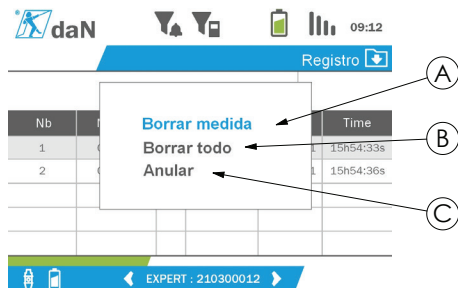 daN
09:12
Registro
A
Borrar medida
Nb
Time
B
Borrar todo
1
15h54:33s
Anular
2
1 15h54:36s
C
EXPERT : 210300012